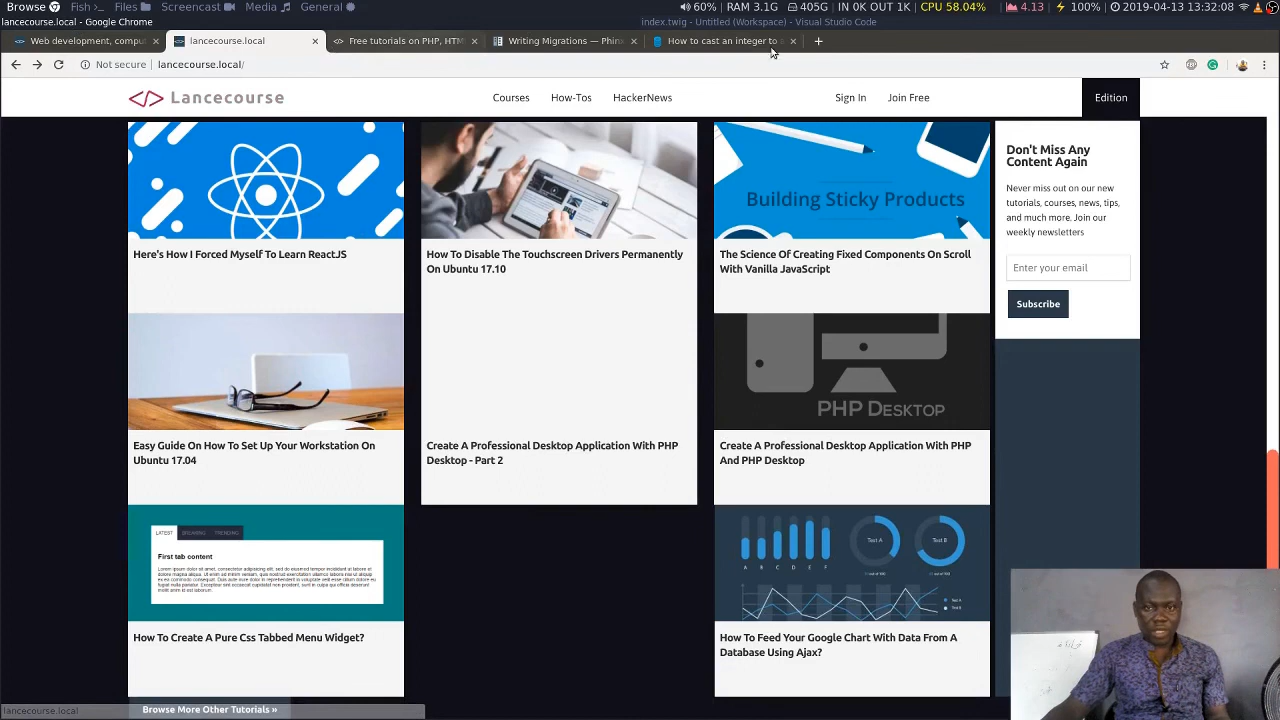 Browse Fish >_ Files Screencast Media General 60% RAM 3.1G 405G IN 0K OUT 1K CPU 58.04% 4.13 100% 2019-04-13 13:32:08
lancecourse.local - Google Chrome
index.twig - Untitled (Workspace) - Visual Studio Code
Web development, compu × lancecourse.local × Free tutorials on PHP, HTM × Writing Migrations — Phin × How to cast an integer to × +
Not secure | lancecourse.local/
</> Lancecourse Courses How-Tos HackerNews Sign In Join Free Edition
Building Sticky Products
Here's How I Forced Myself To Learn ReactJS
How To Disable The Touchscreen Drivers Permanently
On Ubuntu 17.10
The Science Of Creating Fixed Components On Scroll
With Vanilla JavaScript
PHP Desktop
Easy Guide On How To Set Up Your Workstation On
Ubuntu 17.04
Create A Professional Desktop Application With PHP
Desktop - Part 2
Create A Professional Desktop Application With PHP
And PHP Desktop
LATEST BREAKING TRENDING
First tab content
Test A Test B
A B C D E F
How To Create A Pure Css Tabbed Menu Widget?
How To Feed Your Google Chart With Data From A
Database Using Ajax?
Don't Miss Any
Content Again
Never miss out on our new
tutorials, courses, news, tips,
and much more. Join our
weekly newsletters
Enter your email
Subscribe
Browse More Other Tutorials »
lancecourse.local